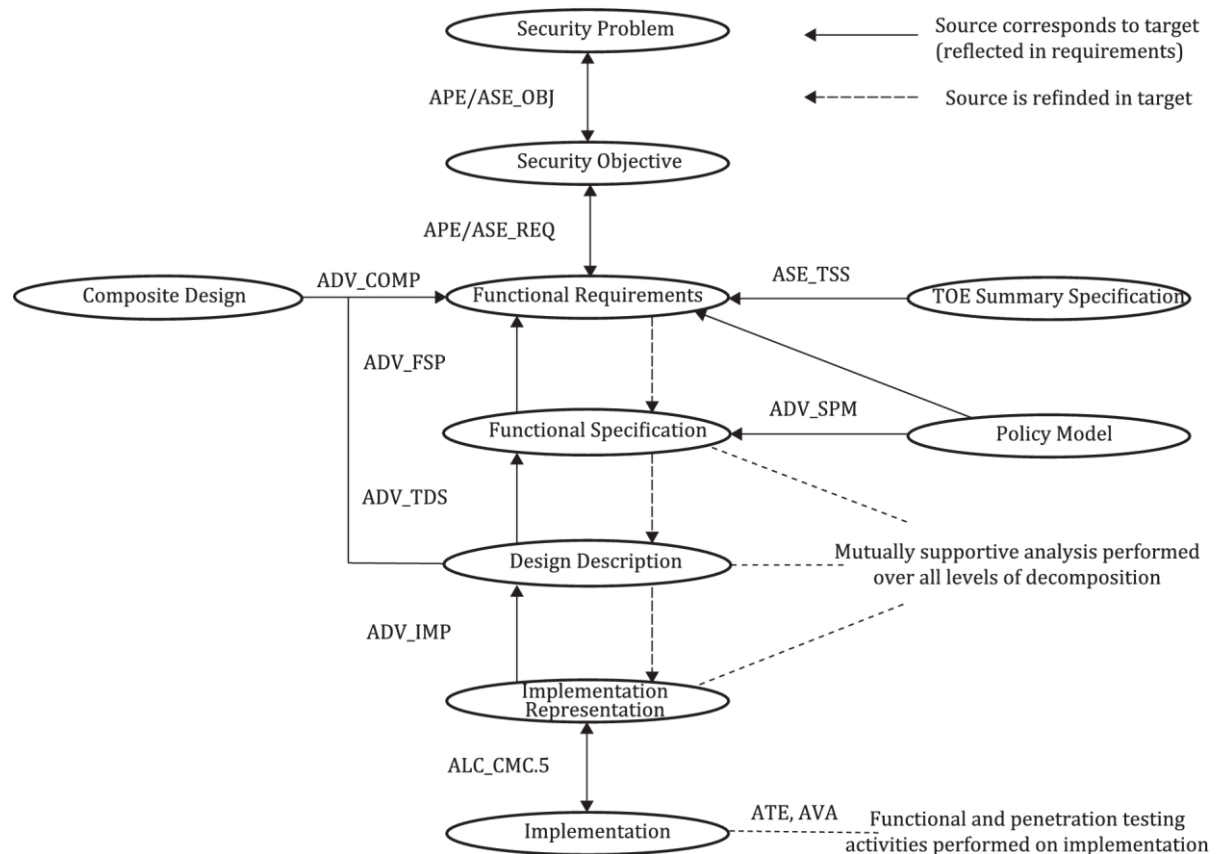 Security Problem
Source corresponds to target
(reflected in requirements)
APE/ASE_OBJ
Source is refinded in target
Security Objective
APE/ASE_REQ
ADV_COMP
ASE_TSS
Composite Design
Functional Requirements
TOE Summary Specification
ADV_FSP
ADV_SPM
Functional Specification
Policy Model
ADV_TDS
Design Description
Mutually supportive analysis performed
over all levels of decomposition
ADV_IMP
Implementation
Representation
ALC_CMC.5
ATE, AVA
Implementation
Functional and penetration testing
activities performed on implementation